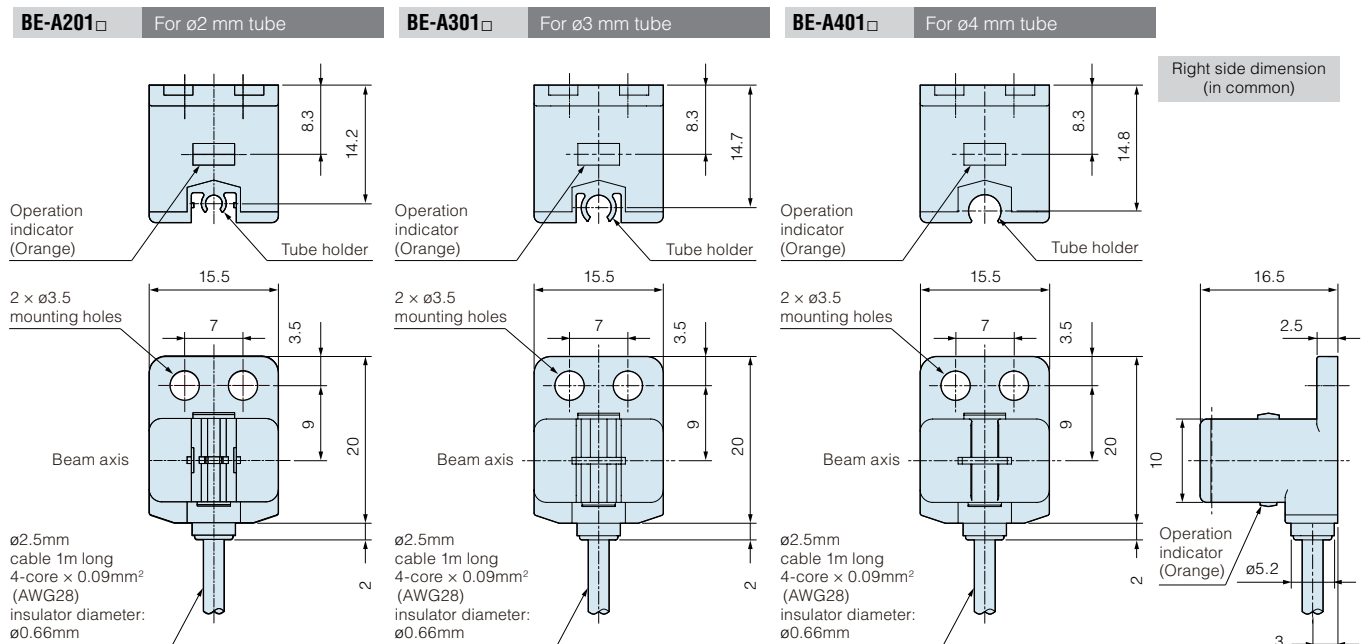 BE-A201□ For ø2 mm tube
8.3
14.2
Operation
indicator
(Orange)
Tube holder
15.5
2 × ø3.5
mounting holes
7
3.5
9
20
Beam axis
ø2.5mm
cable 1m long
4-core × 0.09mm²
(AWG28)
insulator diameter:
ø0.66mm
2
BE-A301□ For ø3 mm tube
8.3
14.7
Operation
indicator
(Orange)
Tube holder
15.5
2 × ø3.5
mounting holes
7
3.5
9
20
Beam axis
ø2.5mm
cable 1m long
4-core × 0.09mm²
(AWG28)
insulator diameter:
ø0.66mm
2
BE-A401□ For ø4 mm tube
8.3
14.8
Operation
indicator
(Orange)
Tube holder
15.5
2 × ø3.5
mounting holes
7
3.5
9
20
Beam axis
ø2.5mm
cable 1m long
4-core × 0.09mm²
(AWG28)
insulator diameter:
ø0.66mm
2
Right side dimension
(in common)
16.5
2.5
10
Operation
indicator
(Orange)
ø5.2
3